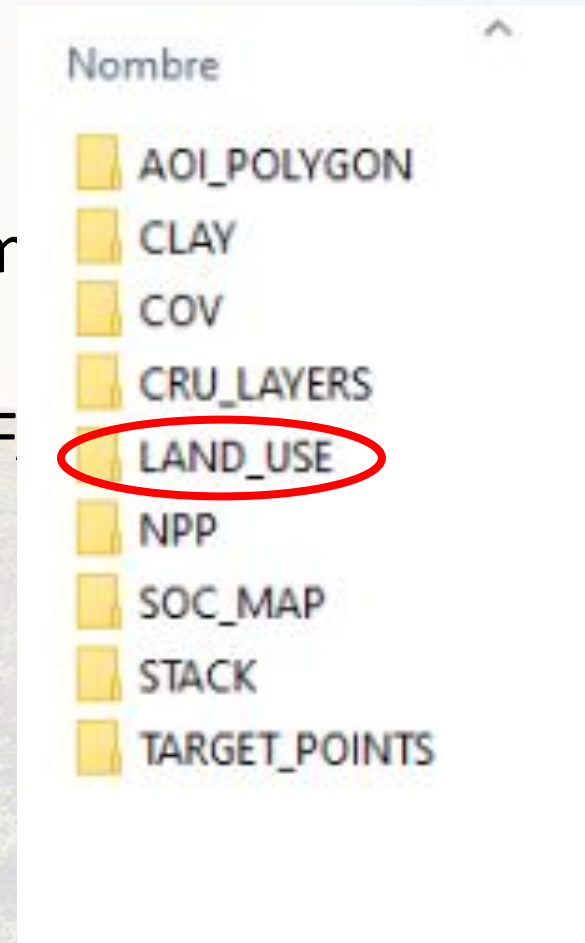 Nombre
AOI_POLYGON
CLAY
COV
CRU_LAYERS
LAND_USE
NPP
SOC_MAP
STACK
TARGET_POINTS